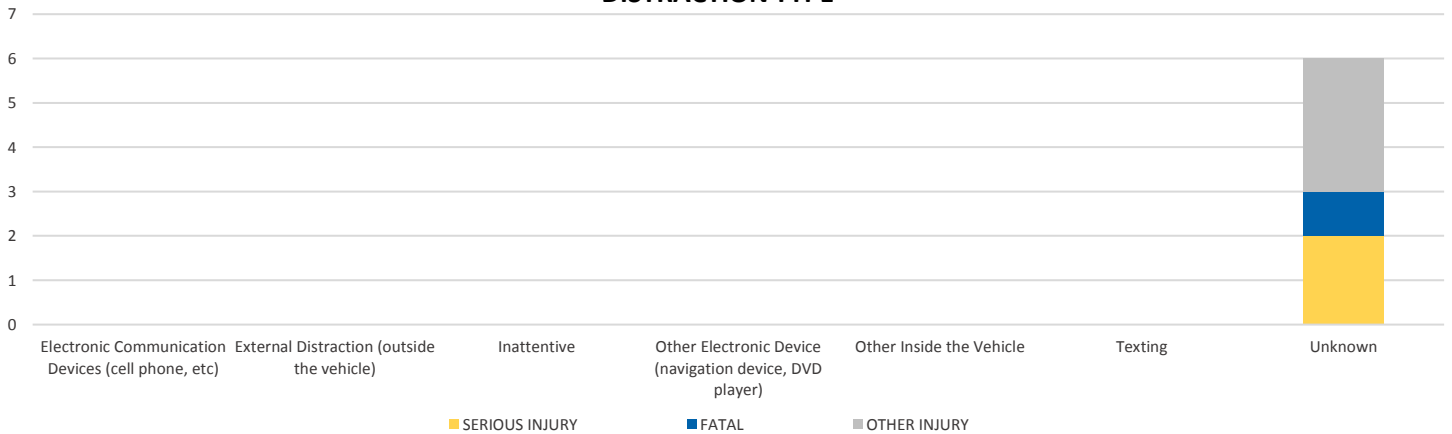 DISTRACTION TYPE
7
6
5
4
3
2
1
0
Electronic Communication
Devices (cell phone, etc)
External Distraction (outside
the vehicle)
Inattentive
Other Electronic Device
(navigation device, DVD
player)
Other Inside the Vehicle
Texting
Unknown
SERIOUS INJURY
FATAL
OTHER INJURY